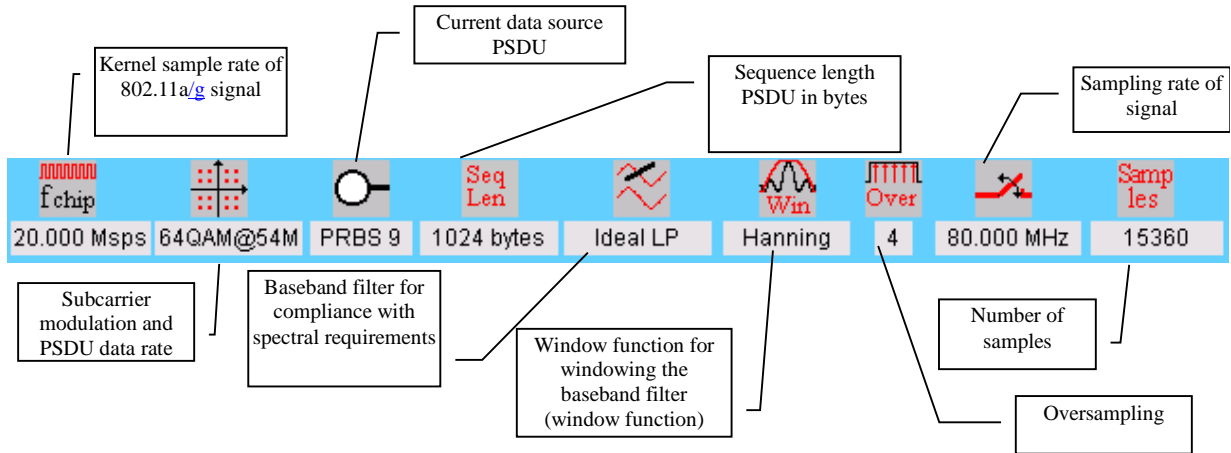 Current data source
PSDU
Kernel sample rate of
802.11a/g signal
Sequence length
PSDU in bytes
Sampling rate of
signal
f chip
Seq
Len
Win
Over
Samp
les
20.000 Msps
64QAM@54M
PRBS 9
1024 bytes
Ideal LP
Hanning
4
80.000 MHz
15360
Subcarrier
modulation and
PSDU data rate
Baseband filter for
compliance with
spectral requirements
Window function for
windowing the
baseband filter
(window function)
Number of
samples
Oversampling